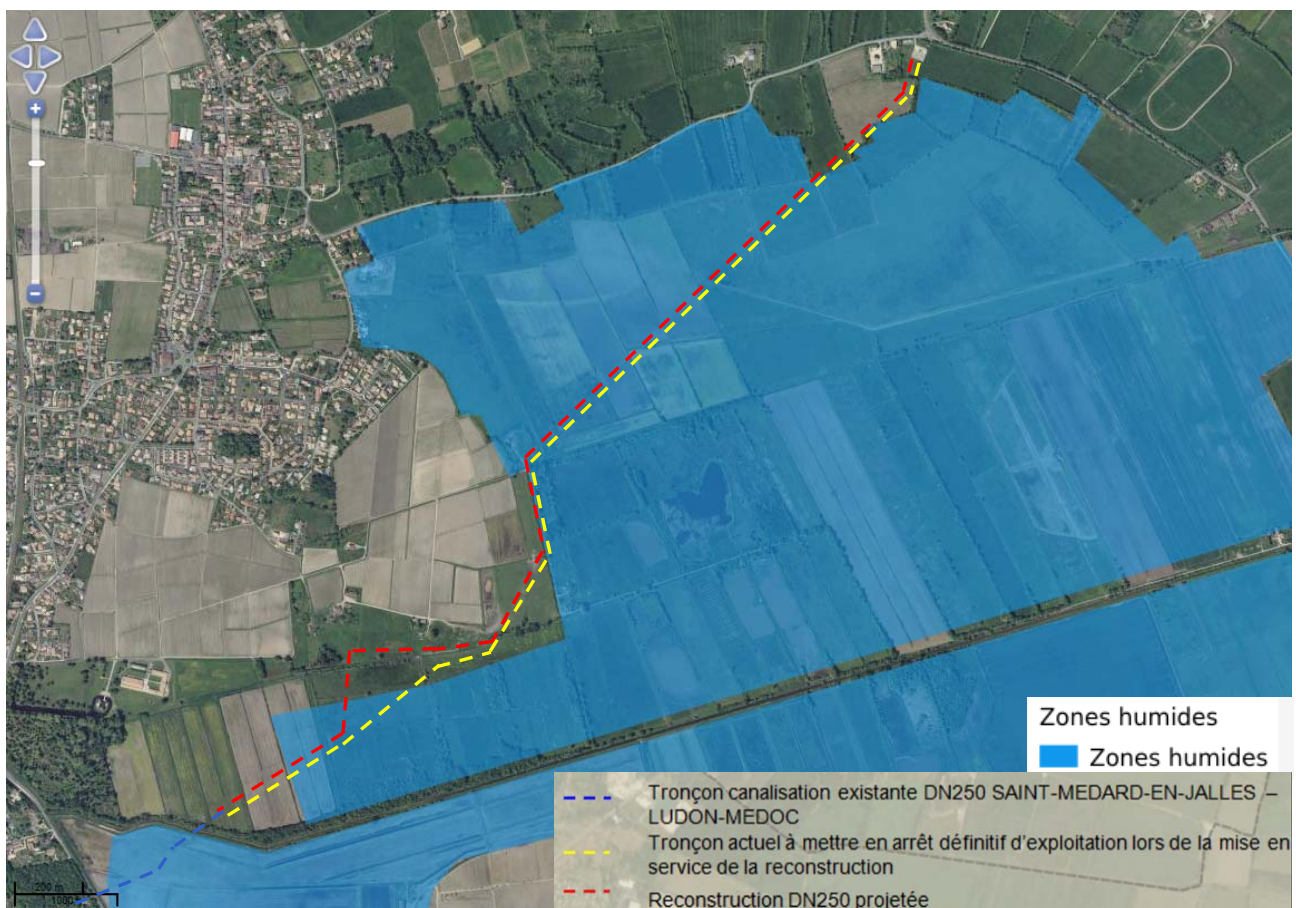 Zones humides
Zones humides
Tronçon canalisation existante DN250 SAINT-MEDARD-EN-JALLES –
LUDON-MEDOC
Tronçon actuel à mettre en arrêt définitif d'exploitation lors de la mise en
service de la reconstruction
Reconstruction DN250 projetée
200 m